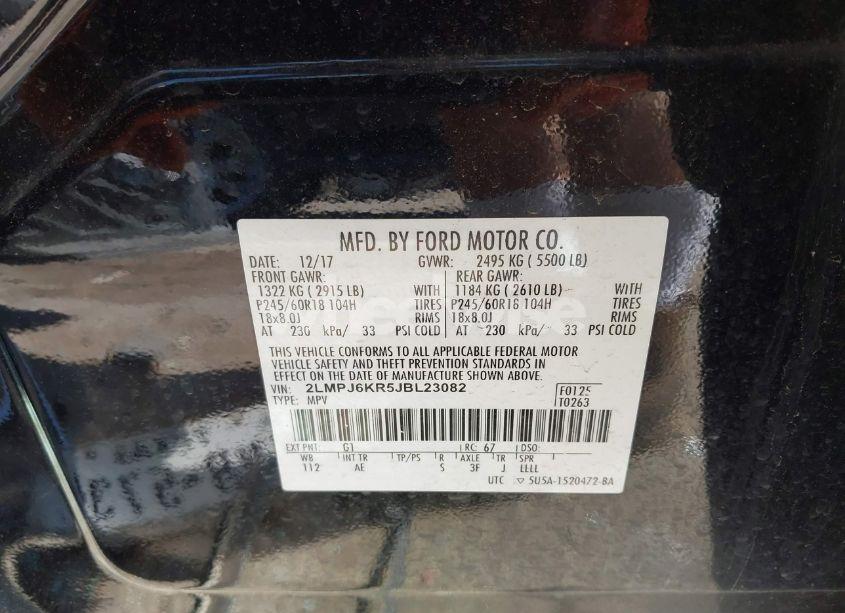 MFD. BY FORD MOTOR CO.
DATE: 12/17 GVWR: 2495 KG ( 5500 LB)
FRONT GAWR: REAR GAWR:
1322 KG ( 2915 LB) WITH 1184 KG ( 2610 LB) WITH
P245/60R18 104H TIRES P245/60R18 104H TIRES
18x8.0J RIMS 18x8.0J RIMS
AT 230 kPa/ 33 PSI COLD AT 230 kPa/ 33 PSI COLD
THIS VEHICLE CONFORMS TO ALL APPLICABLE FEDERAL MOTOR
VEHICLE SAFETY AND THEFT PREVENTION STANDARDS IN
EFFECT ON THE DATE OF MANUFACTURE SHOWN ABOVE.
VIN: 2LMPJ6KR5JBL23082 F0125
TYPE: MPV T0263
EXT PNT: G1 RC: 67 DSO:
WB INT TR TP/PS R AXLE TR SPR
112 AE S 3F J LLLL
UTC ▽ 5U5A-1520472-BA